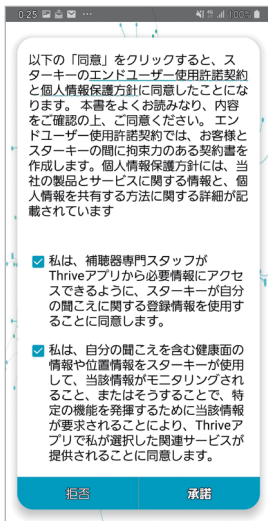 0:25 100%
以下の「同意」をクリックすると、ス
ターキーのエンドユーザー使用許諾契約
と個人情報保護方針に同意したことにな
ります。 本書をよくお読みなり、内容
をご確認の上、ご同意ください。 エン
ドユーザー使用許諾契約では、お客様と
スターキーの間に拘束力のある契約書を
作成します。個人情報保護方針には、当
社の製品とサービスに関する情報と、個
人情報を共有する方法に関する詳細が記
載されています
私は、補聴器専門スタッフが
Thriveアプリから必要情報にアクセ
スできるように、スターキーが自分
の聞こえに関する登録情報を使用す
ることに同意します。
私は、自分の聞こえを含む健康面の
情報や位置情報をスターキーが使用
して、当該情報がモニタリングされ
ること、またはそうすることで、特
定の機能を発揮するために当該情報
が要求されることにより、Thriveア
プリで私が選択した関連サービスが
提供されることに同意します。
拒否 承諾